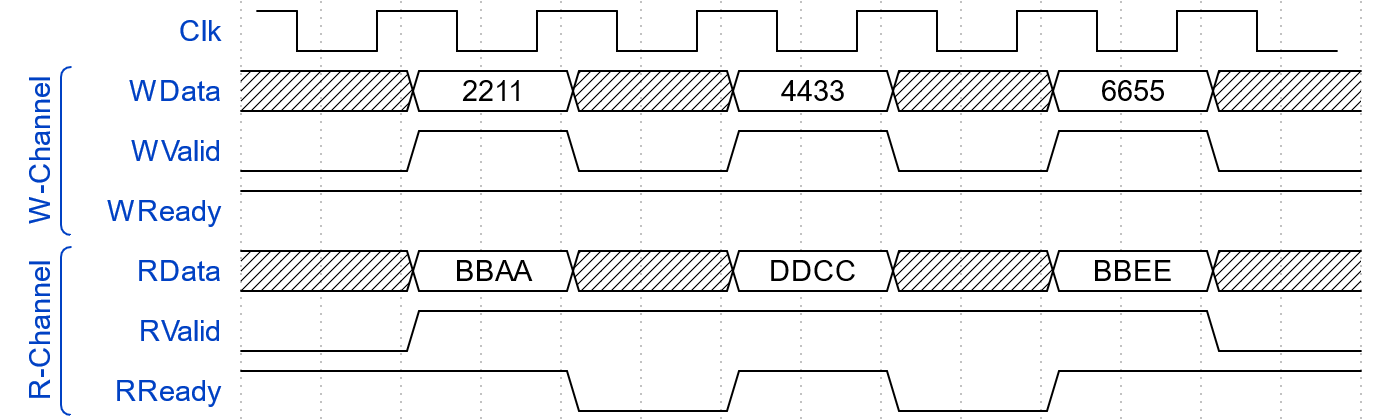 Clk
W-Channel
WData 2211 4433 6655
WValid
WReady
R-Channel
RData BBAA DDCC BBEE
RValid
RReady